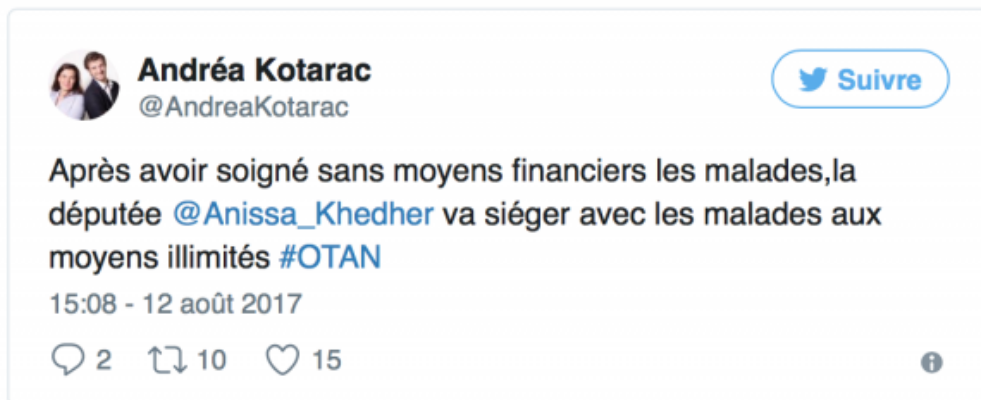 Andréa Kotarac
@AndreaKotarac
Suivre
Après avoir soigné sans moyens financiers les malades,la
députée @Anissa_Khedher va siéger avec les malades aux
moyens illimités #OTAN
15:08 - 12 août 2017
2 10 15